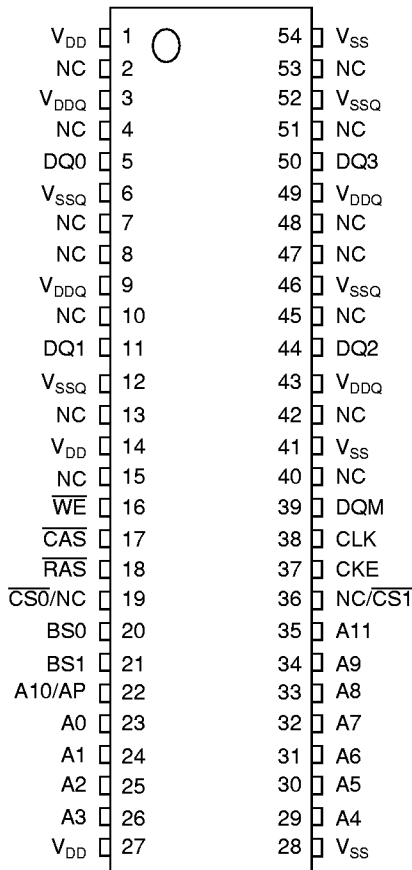 VDD 1 54 VSS
NC 2 53 NC
VDDQ 3 52 VSSQ
NC 4 51 NC
DQ0 5 50 DQ3
VSSQ 6 49 VDDQ
NC 7 48 NC
NC 8 47 NC
VDDQ 9 46 VSSQ
NC 10 45 NC
DQ1 11 44 DQ2
VSSQ 12 43 VDDQ
NC 13 42 NC
VDD 14 41 VSS
NC 15 40 NC
W̅E̅ 16 39 DQM
C̅A̅S̅ 17 38 CLK
R̅A̅S̅ 18 37 CKE
C̅S̅0̅/NC 19 36 NC/C̅S̅1̅
BS0 20 35 A11
BS1 21 34 A9
A10/AP 22 33 A8
A0 23 32 A7
A1 24 31 A6
A2 25 30 A5
A3 26 29 A4
VDD 27 28 VSS